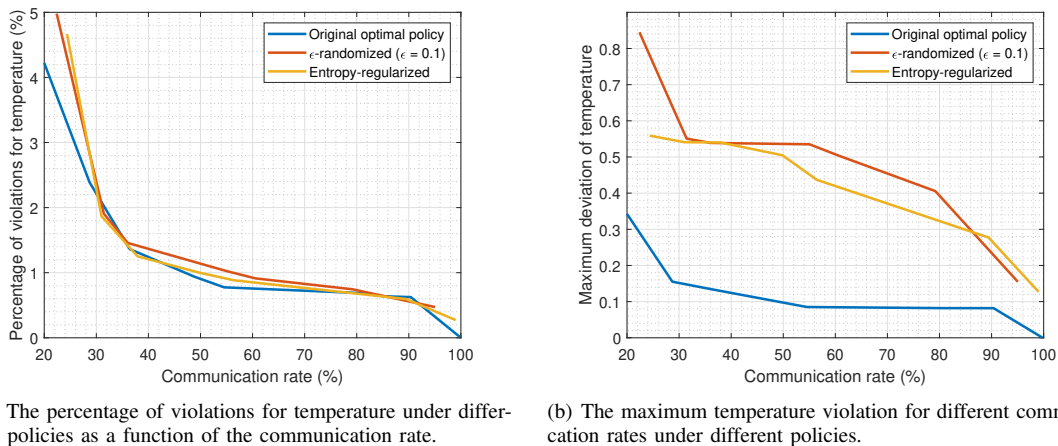 Percentage of violations for temperature (%)
5
4
3
2
1
0
20 30 40 50 60 70 80 90 100
Communication rate (%)
Original optimal policy
ϵ-randomized (ϵ = 0.1)
Entropy-regularized
The percentage of violations for temperature under differ-
policies as a function of the communication rate.
Maximum deviation of temperature
0.8
0.7
0.6
0.5
0.4
0.3
0.2
0.1
0
20 30 40 50 60 70 80 90 100
Communication rate (%)
Original optimal policy
ϵ-randomized (ϵ = 0.1)
Entropy-regularized
(b) The maximum temperature violation for different comm
cation rates under different policies.